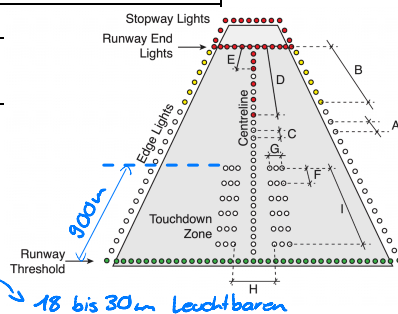 Stopway Lights
Runway End
Lights
E
D
B
Centreline
Edge Lights
A
C
G
F
900m
Touchdown
Zone
I
Runway
Threshold
H
18 bis 30m Leuchtbaren